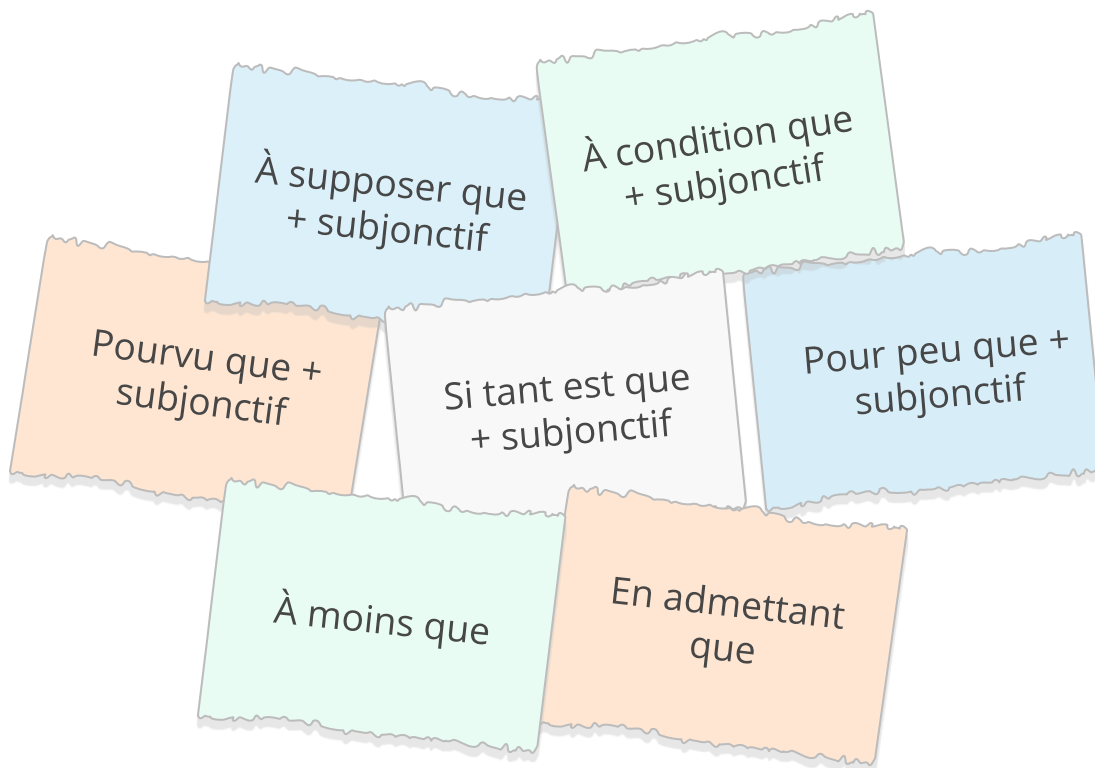 À supposer que
+ subjonctif
À condition que
+ subjonctif
Pourvu que +
subjonctif
Si tant est que
+ subjonctif
Pour peu que +
subjonctif
À moins que
En admettant
que